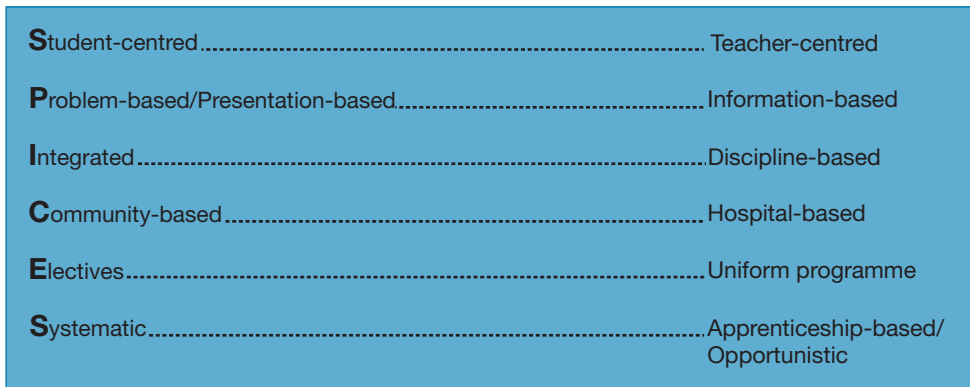 Student-centred Teacher-centred
Problem-based/Presentation-based Information-based
Integrated Discipline-based
Community-based Hospital-based
Electives Uniform programme
Systematic Apprenticeship-based/
Opportunistic